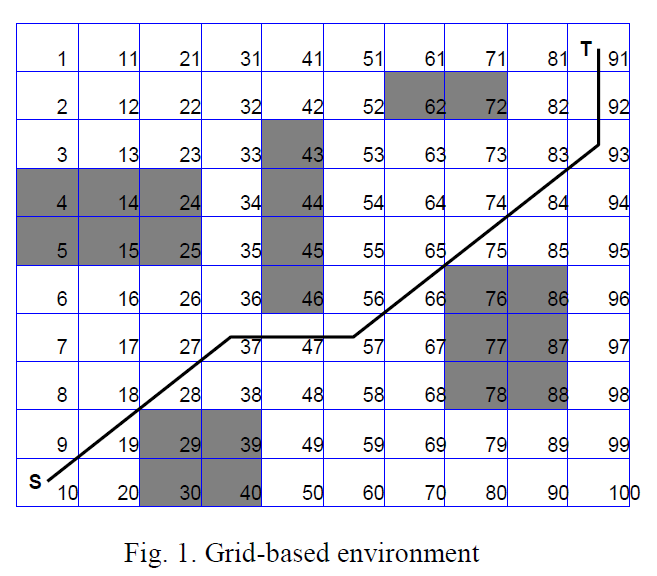 1 11 21 31 41 51 61 71 81 T 91
2 12 22 32 42 52 62 72 82 92
3 13 23 33 43 53 63 73 83 93
4 14 24 34 44 54 64 74 84 94
5 15 25 35 45 55 65 75 85 95
6 16 26 36 46 56 66 76 86 96
7 17 27 37 47 57 67 77 87 97
8 18 28 38 48 58 68 78 88 98
9 19 29 39 49 59 69 79 89 99
S 10 20 30 40 50 60 70 80 90 100
Fig. 1. Grid-based environment